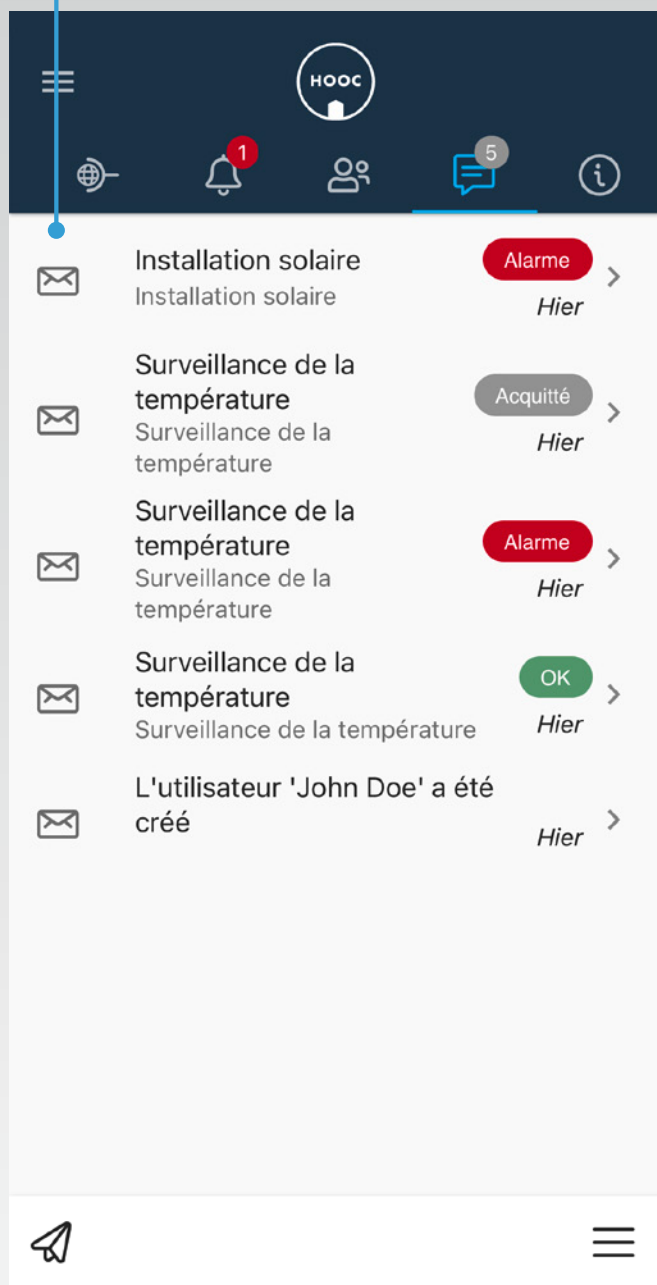 HOOC
1
5
Installation solaire
Alarme
Installation solaire
Hier
Surveillance de la
température
Acquitté
Surveillance de la
température
Hier
Surveillance de la
température
Alarme
Surveillance de la
température
Hier
Surveillance de la
température
OK
Surveillance de la température
Hier
L'utilisateur 'John Doe' a été
créé
Hier